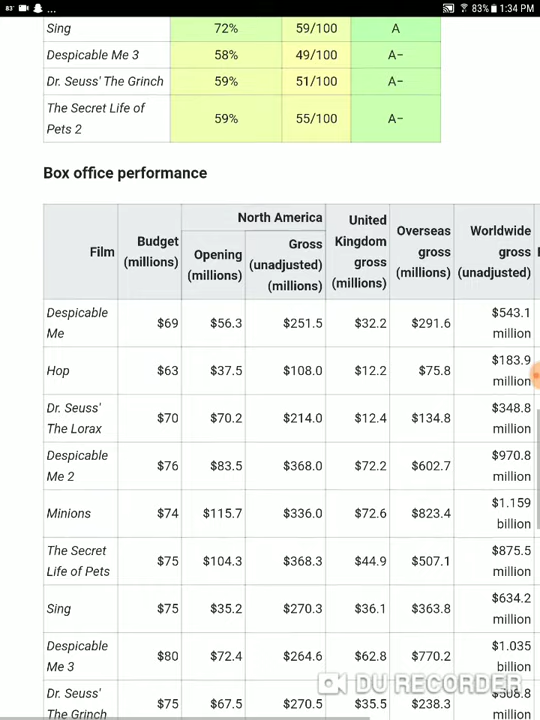 83° 83% 1:34 PM
Sing 72% 59/100 A
Despicable Me 3 58% 49/100 A−
Dr. Seuss' The Grinch 59% 51/100 A−
The Secret Life of
Pets 2 59% 55/100 A−
Box office performance
North America
Film
Budget
(millions)
Opening
(millions)
Gross
(unadjusted)
(millions)
United
Kingdom
gross
(millions)
Overseas
gross
(millions)
Worldwide
gross
(unadjusted)
Despicable
Me $69 $56.3 $251.5 $32.2 $291.6 $543.1
million
Hop $63 $37.5 $108.0 $12.2 $75.8 $183.9
million
Dr. Seuss'
The Lorax $70 $70.2 $214.0 $12.4 $134.8 $348.8
million
Despicable
Me 2 $76 $83.5 $368.0 $72.2 $602.7 $970.8
million
Minions $74 $115.7 $336.0 $72.6 $823.4 $1.159
billion
The Secret
Life of Pets $75 $104.3 $368.3 $44.9 $507.1 $875.5
million
Sing $75 $35.2 $270.3 $36.1 $363.8 $634.2
million
Despicable
Me 3 $80 $72.4 $264.6 $62.8 $770.2 $1.035
billion
Dr. Seuss'
The Grinch $75 $67.5 $270.5 $35.5 $238.3
million
DU RECORDER